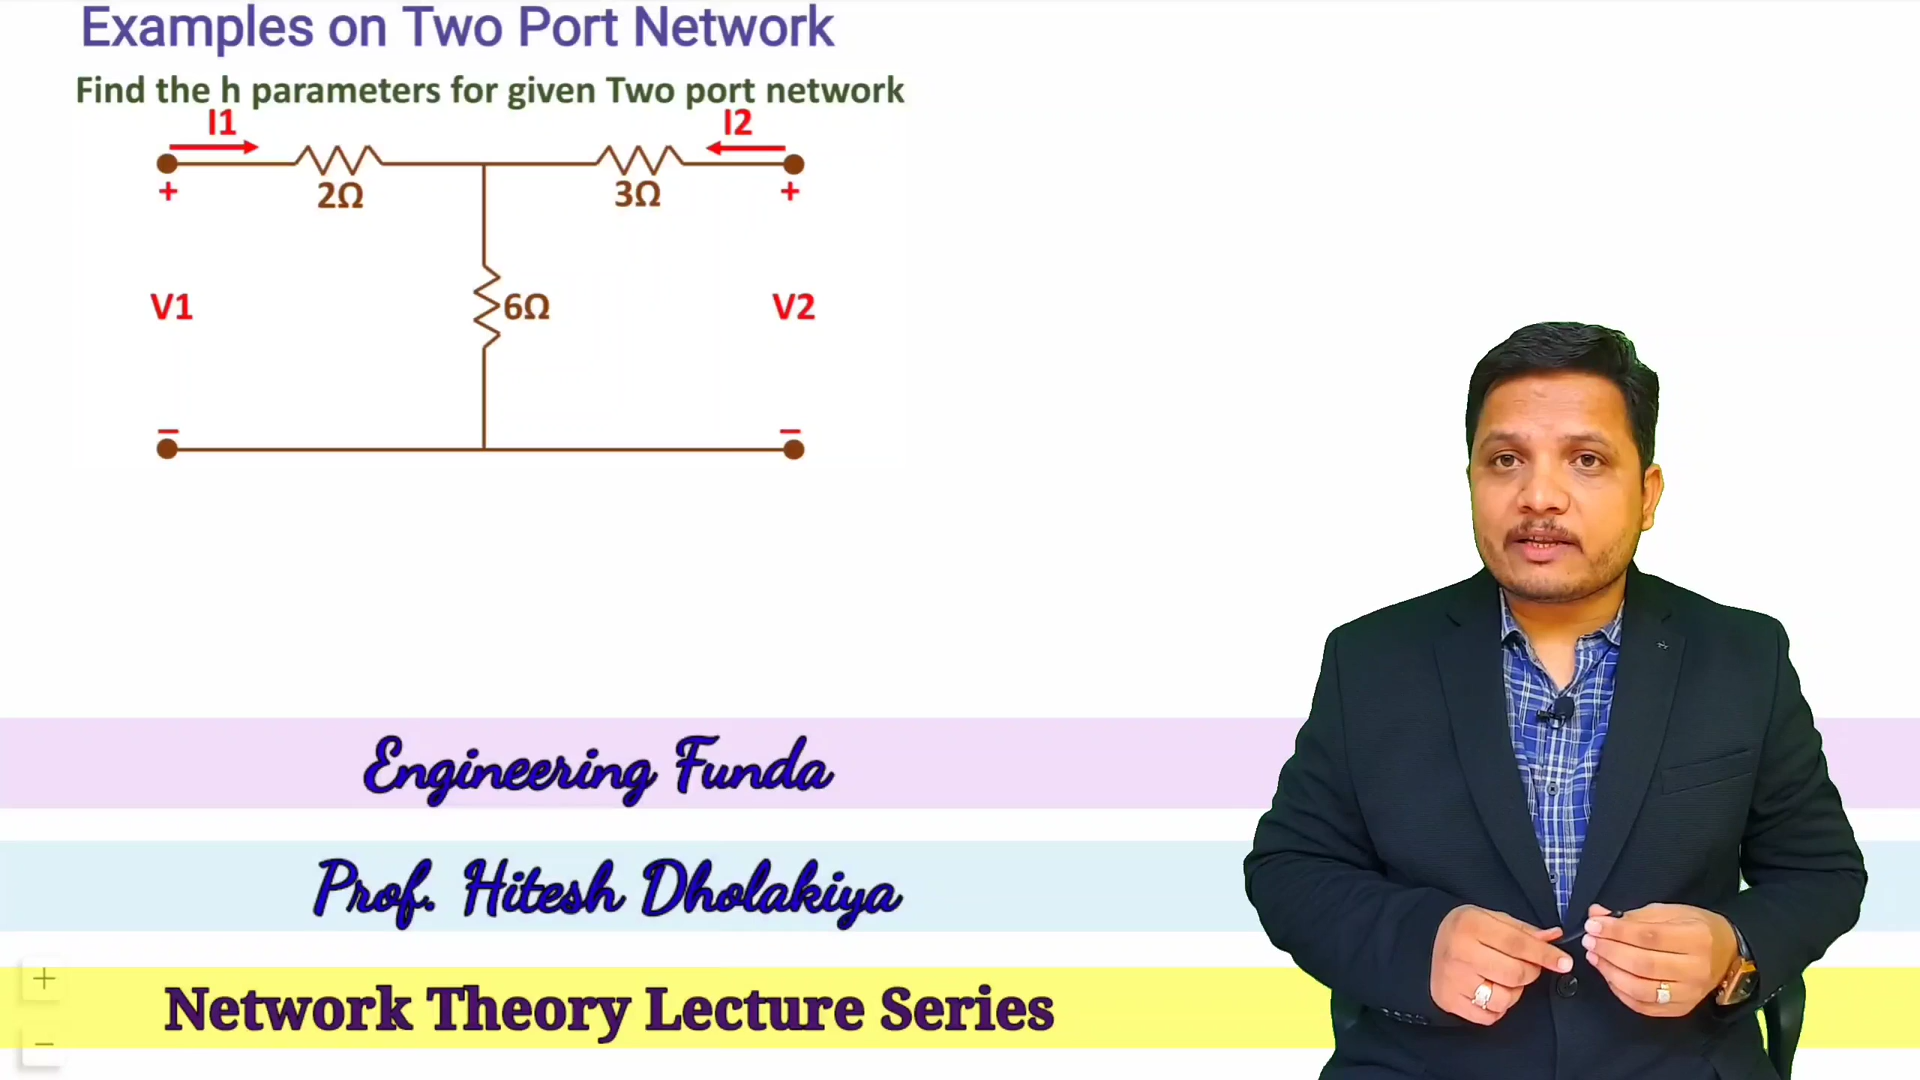 Examples on Two Port Network
Find the h parameters for given Two port network
I1 I2
+ 2Ω 3Ω +
V1 6Ω V2
– –
Engineering Funda
Prof. Hitesh Dholakiya
+
Network Theory Lecture Series
–